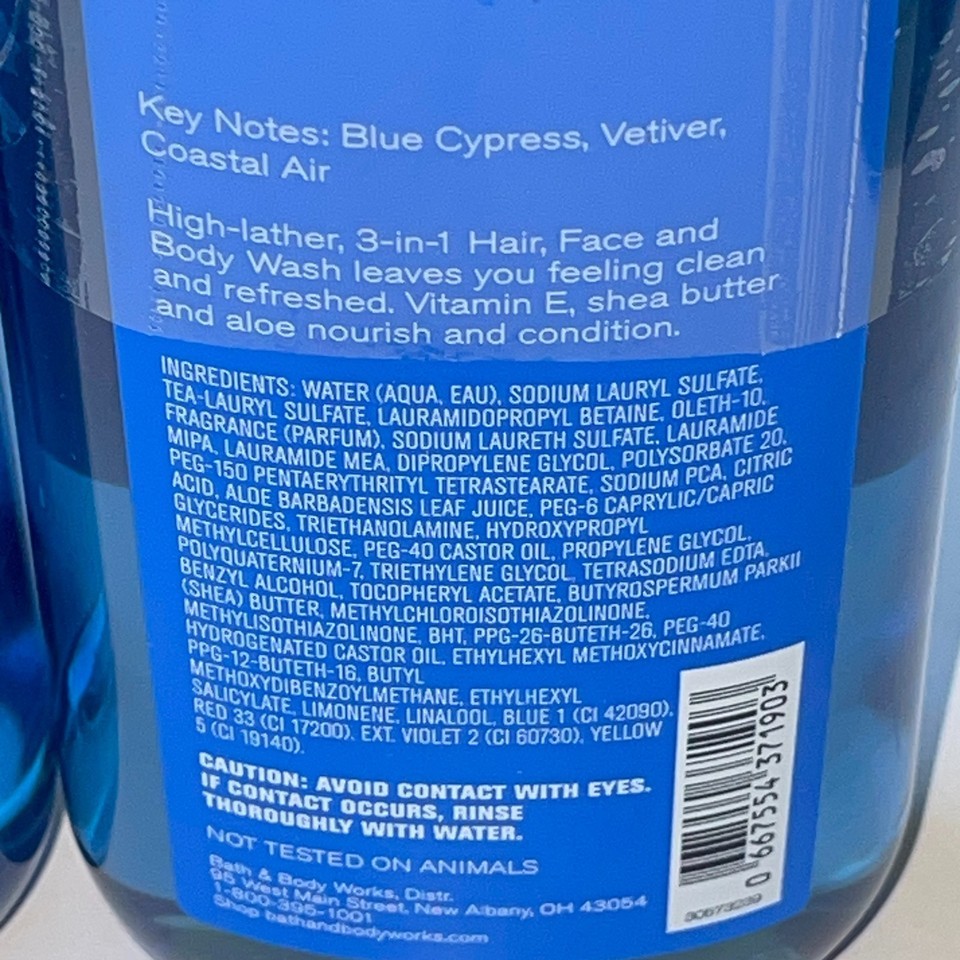 Key Notes: Blue Cypress, Vetiver,
Coastal Air
High-lather, 3-in-1 Hair, Face and
Body Wash leaves you feeling clean
and refreshed. Vitamin E, shea butter
and aloe nourish and condition.
INGREDIENTS: WATER (AQUA, EAU), SODIUM LAURYL SULFATE,
TEA-LAURYL SULFATE, LAURAMIDOPROPYL BETAINE, OLETH-10,
FRAGRANCE (PARFUM), SODIUM LAURETH SULFATE, LAURAMIDE
MIPA, LAURAMIDE MEA, DIPROPYLENE GLYCOL, POLYSORBATE 20,
PEG-150 PENTAERYTHRITYL TETRASTEARATE, SODIUM PCA, CITRIC
ACID, ALOE BARBADENSIS LEAF JUICE, PEG-6 CAPRYLIC/CAPRIC
GLYCERIDES, TRIETHANOLAMINE, HYDROXYPROPYL
METHYLCELLULOSE, PEG-40 CASTOR OIL, PROPYLENE GLYCOL,
POLYQUATERNIUM-7, TRIETHYLENE GLYCOL, TETRASODIUM EDTA,
BENZYL ALCOHOL, TOCOPHERYL ACETATE, BUTYROSPERMUM PARKII
(SHEA) BUTTER, METHYLCHLOROISOTHIAZOLINONE,
METHYLISOTHIAZOLINONE, BHT, PPG-26-BUTETH-26, PEG-40
HYDROGENATED CASTOR OIL, ETHYLHEXYL METHOXYCINNAMATE,
PPG-12-BUTETH-16, BUTYL
METHOXYDIBENZOYLMETHANE, ETHYLHEXYL
SALICYLATE, LIMONENE, LINALOOL, BLUE 1 (CI 42090),
RED 33 (CI 17200), EXT. VIOLET 2 (CI 60730), YELLOW
5 (CI 19140).
CAUTION: AVOID CONTACT WITH EYES.
IF CONTACT OCCURS, RINSE
THOROUGHLY WITH WATER.
NOT TESTED ON ANIMALS
Bath & Body Works, Distr.
95 West Main Street, New Albany, OH 43054
1-800-395-1001
Shop bathandbodyworks.com
0 667554 371903